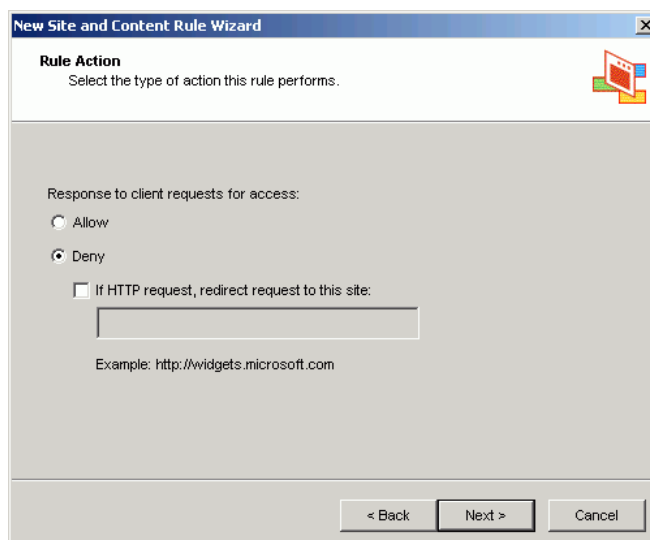 New Site and Content Rule Wizard
Rule Action
Select the type of action this rule performs.
Response to client requests for access:
Allow
Deny
If HTTP request, redirect request to this site:
Example: http://widgets.microsoft.com
< Back
Next >
Cancel